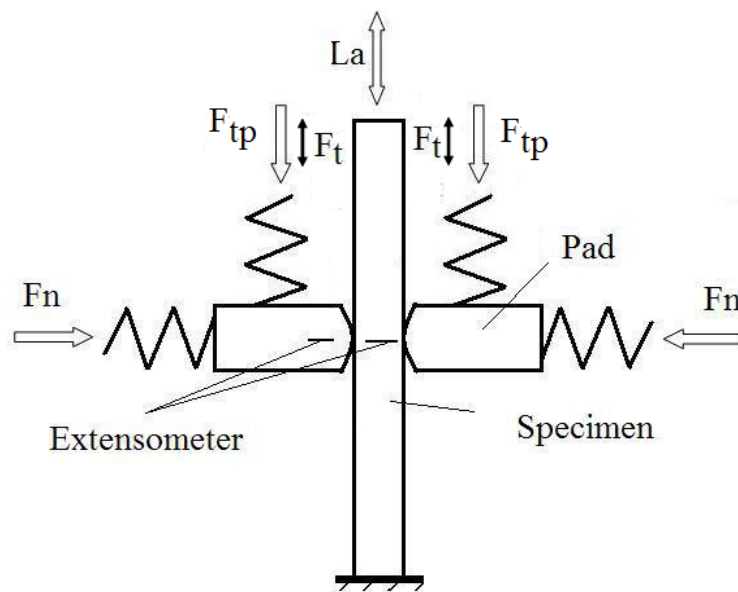 La
Ftp
Ft
Ft
Ftp
Pad
Fn
Fn
Extensometer
Specimen